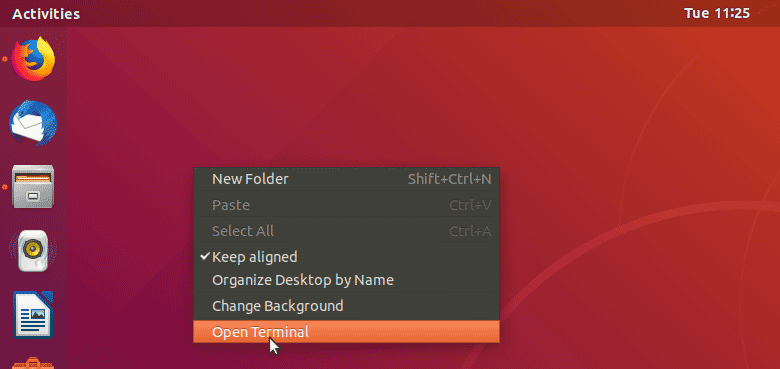 Activities Tue 11:25
New Folder Shift+Ctrl+N
Paste Ctrl+V
Select All Ctrl+A
Keep aligned
Organize Desktop by Name
Change Background
Open Terminal